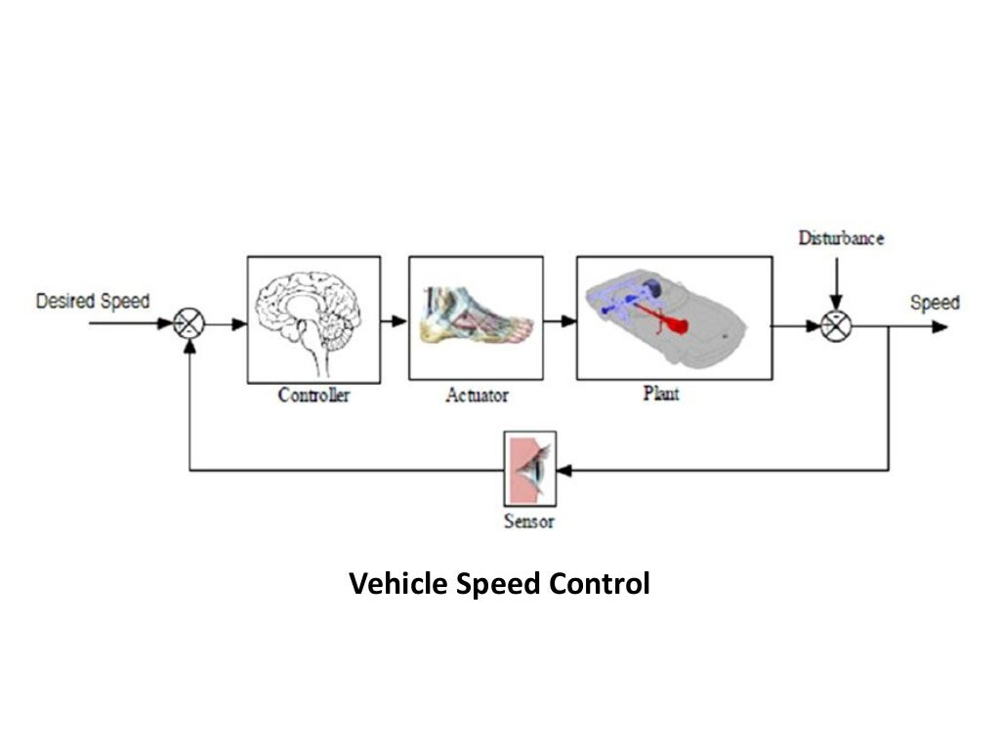 Disturbance
Desired Speed
Speed
Controller
Actuator
Plant
Sensor
Vehicle Speed Control